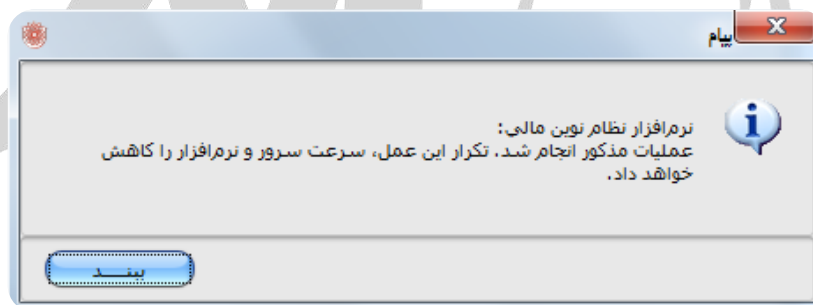 پیام
نرم‌افزار نظام نوین مالی:
عملیات مذکور انجام شد. تکرار این عمل، سرعت سرور و نرم‌افزار را کاهش
خواهد داد.
ببنـــد